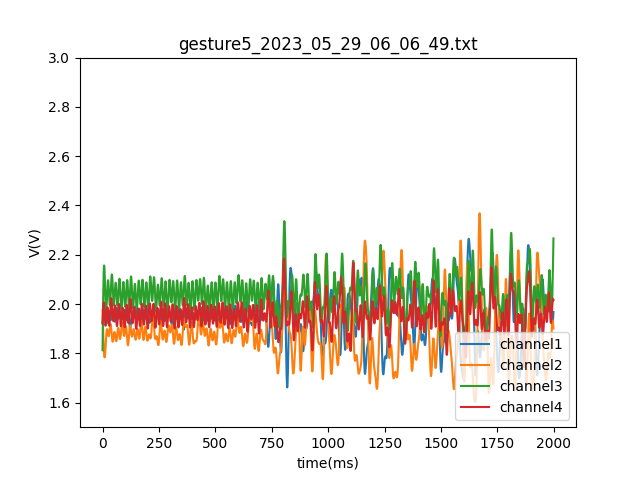 gesture5_2023_05_29_06_06_49.txt
3.0
2.8
2.6
2.4
2.2
2.0
1.8
1.6
V(V)
channel1
channel2
channel3
channel4
0 250 500 750 1000 1250 1500 1750 2000
time(ms)